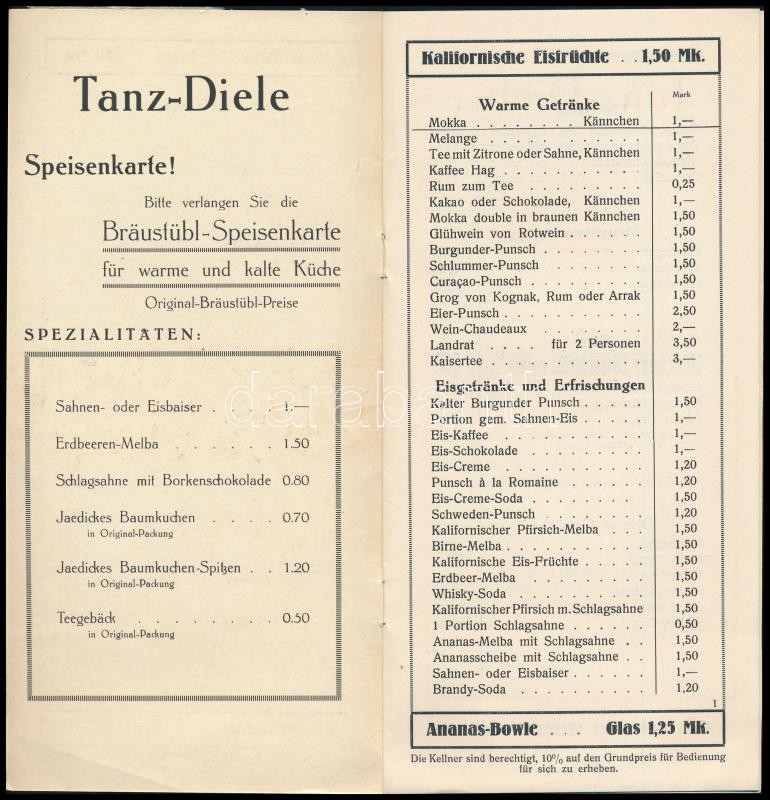 Tanz-Diele
Speisenkarte!
Bitte verlangen Sie die
Bräustübl-Speisenkarte
für warme und kalte Küche
Original-Bräustübl-Preise
SPEZIALITÄTEN:
Sahnen- oder Eisbaiser . . . . 1.—
Erdbeeren-Melba . . . . . . 1.50
Schlagsahne mit Borkenschokolade 0.80
Jaedickes Baumkuchen . . . . 0.70
in Original-Packung
Jaedickes Baumkuchen-Spitzen . . 1.20
in Original-Packung
Teegebäck . . . . . . . . 0.50
in Original-Packung
Kalifornische Eisfrüchte . . 1,50 Mk.
Mark
Warme Getränke
Mokka . . . . . . . . Kännchen 1,—
Melange . . . . . . . . . . . 1,—
Tee mit Zitrone oder Sahne, Kännchen 1,—
Kaffee Hag . . . . . . . . . . 1,—
Rum zum Tee . . . . . . . . . 0,25
Kakao oder Schokolade, Kännchen 1,—
Mokka double in braunen Kännchen 1,50
Glühwein von Rotwein . . . . . . 1,50
Burgunder-Punsch . . . . . . . . 1,50
Schlummer-Punsch . . . . . . . . 1,50
Curaçao-Punsch . . . . . . . . . 1,50
Grog von Kognak, Rum oder Arrak 1,50
Eier-Punsch . . . . . . . . . . 2,50
Wein-Chaudeaux . . . . . . . . 2,—
Landrat . . . . für 2 Personen 3,50
Kaisertee . . . . . . . . . . . 3,—
Eisgetränke und Erfrischungen
Kalter Burgunder Punsch . . . . . 1,50
Portion gem. Sahnen-Eis . . . . . 1,—
Eis-Kaffee . . . . . . . . . . 1,—
Eis-Schokolade . . . . . . . . 1,—
Eis-Creme . . . . . . . . . . 1,20
Punsch à la Romaine . . . . . . 1,20
Eis-Creme-Soda . . . . . . . . 1,50
Schweden-Punsch . . . . . . . 1,20
Kalifornischer Pfirsich-Melba . . . 1,50
Birne-Melba . . . . . . . . . . 1,50
Kalifornische Eis-Früchte . . . . . 1,50
Erdbeer-Melba . . . . . . . . 1,50
Whisky-Soda . . . . . . . . . 1,50
Kalifornischer Pfirsich m. Schlagsahne 1,50
1 Portion Schlagsahne . . . . . . 0,50
Ananas-Melba mit Schlagsahne . . 1,50
Ananasscheibe mit Schlagsahne . . 1,50
Sahnen- oder Eisbaiser . . . . . . 1,—
Brandy-Soda . . . . . . . . . . 1,20
1
Ananas-Bowle . . . Glas 1,25 Mk.
Die Kellner sind berechtigt, 10% auf den Grundpreis für Bedienung
für sich zu erheben.